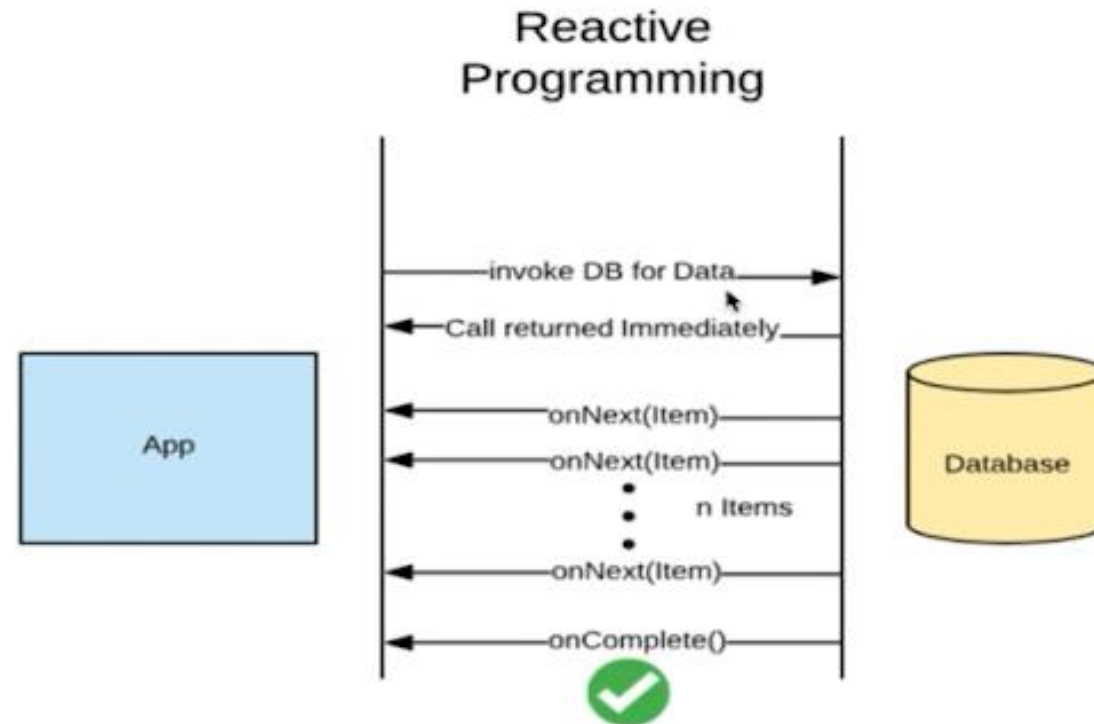 Reactive
Programming
invoke DB for Data
Call returned Immediately
onNext(Item)
App
onNext(Item)
Database
n Items
onNext(Item)
onComplete()